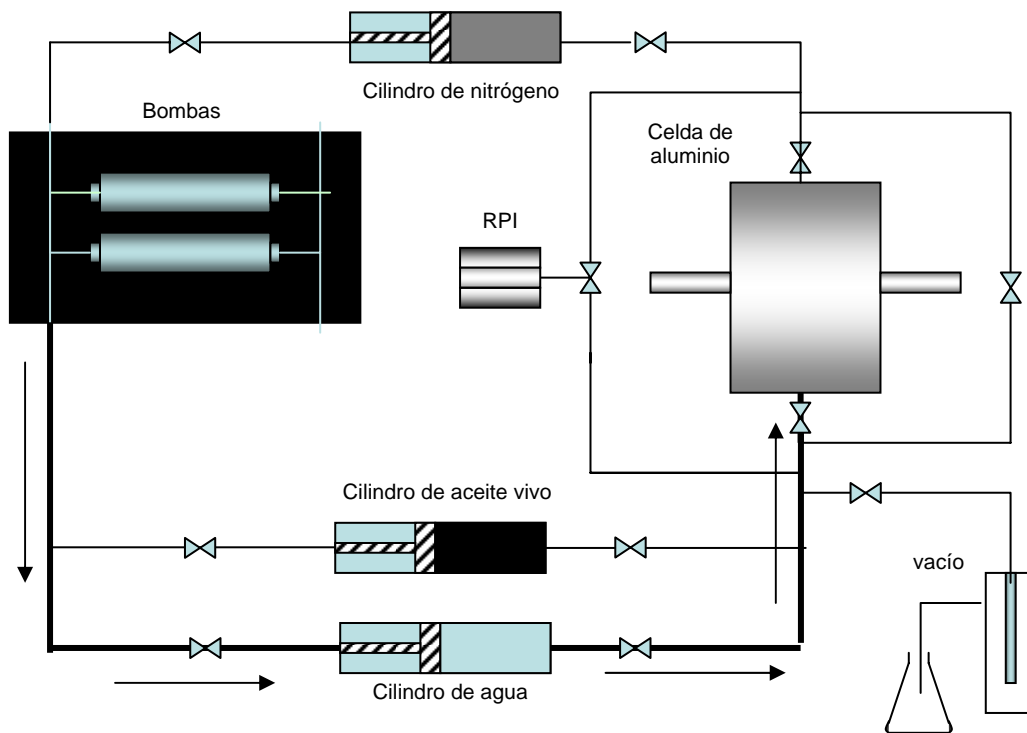 Cilindro de nitrógeno
Bombas
Celda de
aluminio
RPI
Cilindro de aceite vivo
vacío
Cilindro de agua